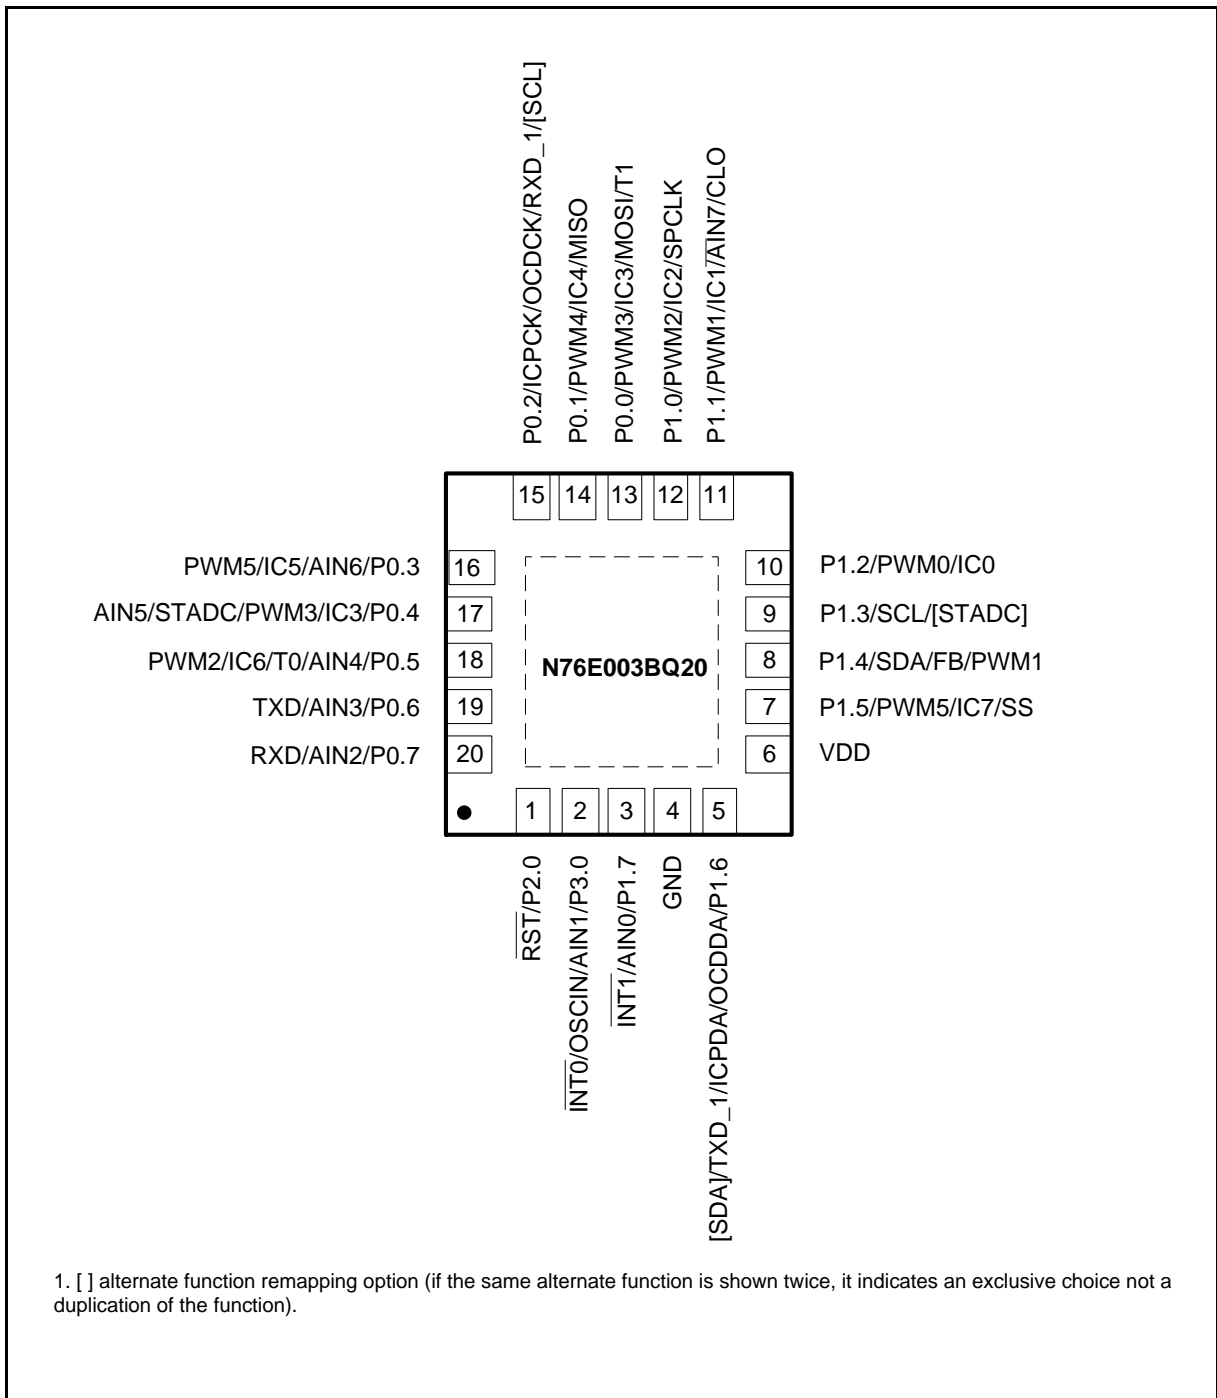 P0.2/ICPCK/OCDCK/RXD_1/[SCL]
P0.1/PWM4/IC4/MISO
P0.0/PWM3/IC3/MOSI/T1
P1.0/PWM2/IC2/SPCLK
P1.1/PWM1/IC1/AIN7/CLO
15 14 13 12 11
PWM5/IC5/AIN6/P0.3 16
AIN5/STADC/PWM3/IC3/P0.4 17
PWM2/IC6/T0/AIN4/P0.5 18
TXD/AIN3/P0.6 19
RXD/AIN2/P0.7 20
N76E003BQ20
10 P1.2/PWM0/IC0
9 P1.3/SCL/[STADC]
8 P1.4/SDA/FB/PWM1
7 P1.5/PWM5/IC7/SS
6 VDD
1 2 3 4 5
RST/P2.0
INT0/OSCIN/AIN1/P3.0
INT1/AIN0/P1.7
GND
[SDA]/TXD_1/ICPDA/OCDDA/P1.6
1. [ ] alternate function remapping option (if the same alternate function is shown twice, it indicates an exclusive choice not a
duplication of the function).